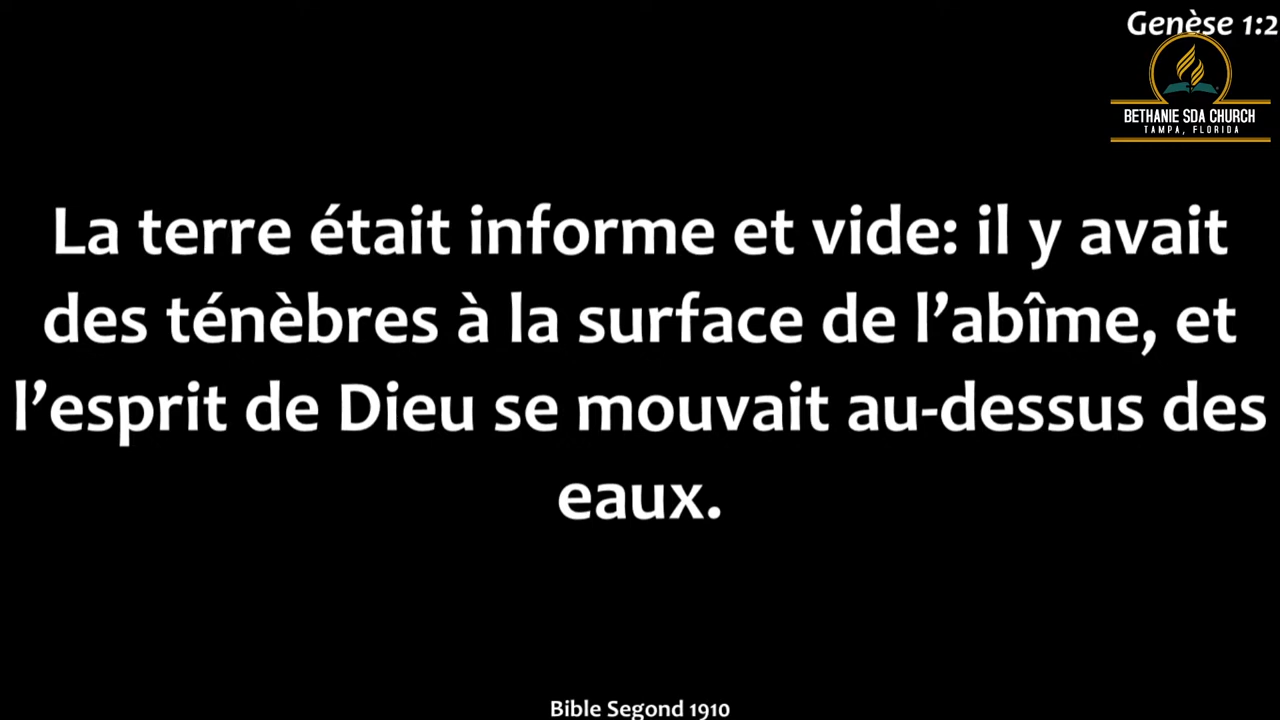 Genèse 1:2
BETHANIE SDA CHURCH
TAMPA, FLORIDA
La terre était informe et vide: il y avait
des ténèbres à la surface de l’abîme, et
l’esprit de Dieu se mouvait au-dessus des
eaux.
Bible Segond 1910